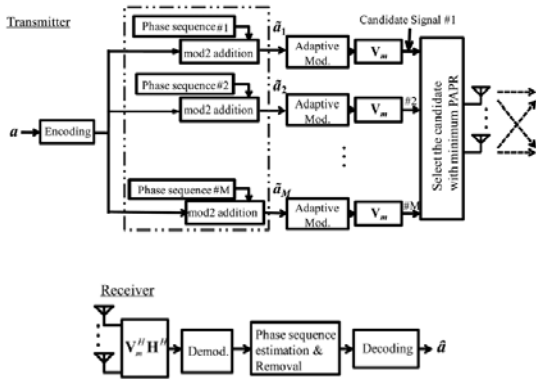 Transmitter
Candidate Signal #1
Phase sequence#1
mod2 addition
ã₁
Adaptive Mod.
Vₘ
Phase sequence#2
mod2 addition
ã₂
Adaptive Mod.
Vₘ
#2
a
Encoding
Select the candidate
with minimum PAPR
Phase sequence#M
mod2 addition
ã_M
Adaptive Mod.
Vₘ
#M
Receiver
Vₘᴴ Hᴴ
Demod.
Phase sequence
estimation &
Removal
Decoding
â